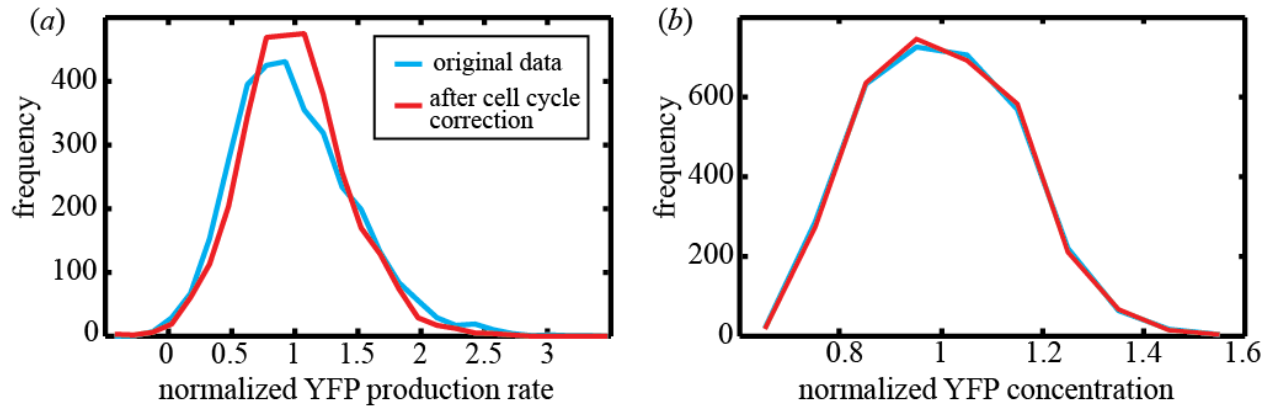 (a)
400
300
200
100
0
frequency
original data
after cell cycle
correction
0 0.5 1 1.5 2 2.5 3
normalized YFP production rate
(b)
600
400
200
0
frequency
0.8 1 1.2 1.4 1.6
normalized YFP concentration